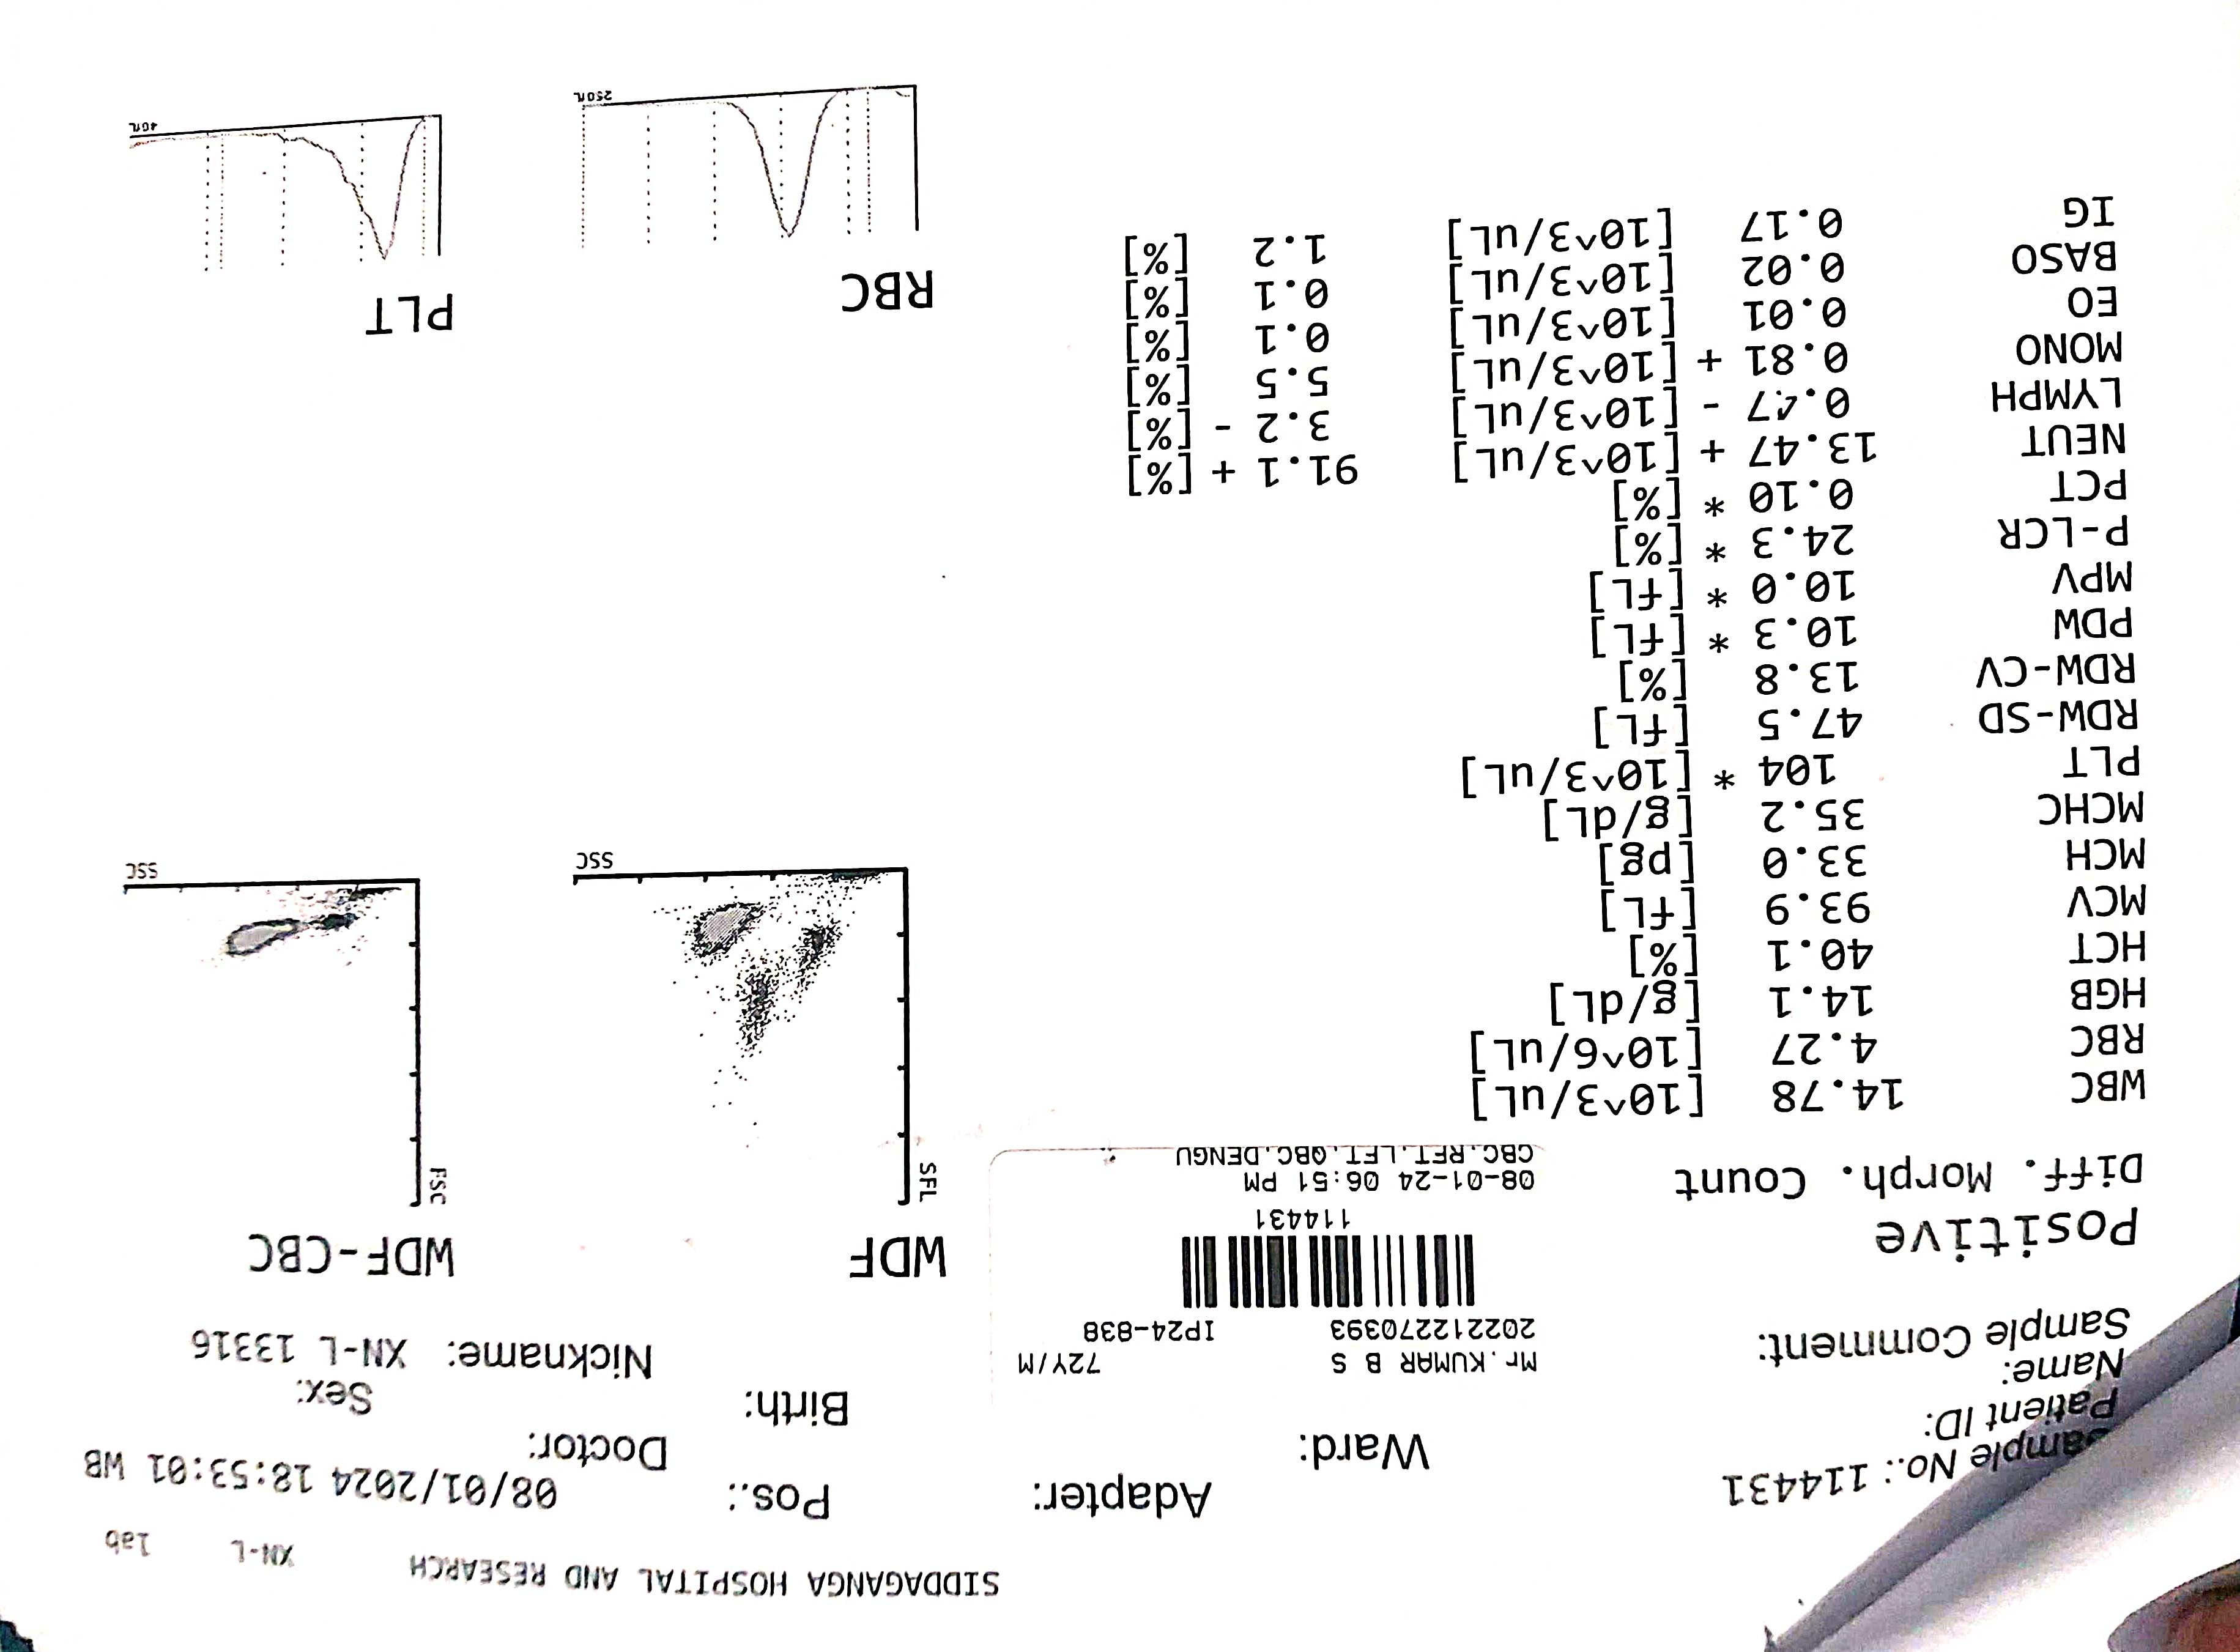 SIDDAGANGA HOSPITAL AND RESEARCH XN-L lab
Sample No.: 114431
Adapter: Pos.: 08/01/2024 18:53:01 WB
Patient ID:
Ward: Doctor:
Name:
Birth: Sex:
Sample Comment:
Nickname: XN-L 13316
Mr.KUMAR B S 72Y/M
202212270393 IP24-838
114431
08-01-24 06:51 PM
CBC.RFT.LFT.QBC.DENGU
Positive
Diff. Morph. Count
WBC 14.78 [10^3/uL]
RBC 4.27 [10^6/uL]
HGB 14.1 [g/dL]
HCT 40.1 [%]
MCV 93.9 [fL]
MCH 33.0 [pg]
MCHC 35.2 [g/dL]
PLT 104 * [10^3/uL]
RDW-SD 47.5 [fL]
RDW-CV 13.8 [%]
PDW 10.3 * [fL]
MPV 10.0 * [fL]
P-LCR 24.3 * [%]
PCT 0.10 * [%]
NEUT 13.47 + [10^3/uL] 91.1 + [%]
LYMPH 0.47 - [10^3/uL] 3.2 - [%]
MONO 0.81 + [10^3/uL] 5.5 [%]
EO 0.01 [10^3/uL] 0.1 [%]
BASO 0.02 [10^3/uL] 0.1 [%]
IG 0.17 [10^3/uL] 1.2 [%]
WDF
SFL
SSC
WDF-CBC
FSC
SSC
RBC
250fL
PLT
40fL